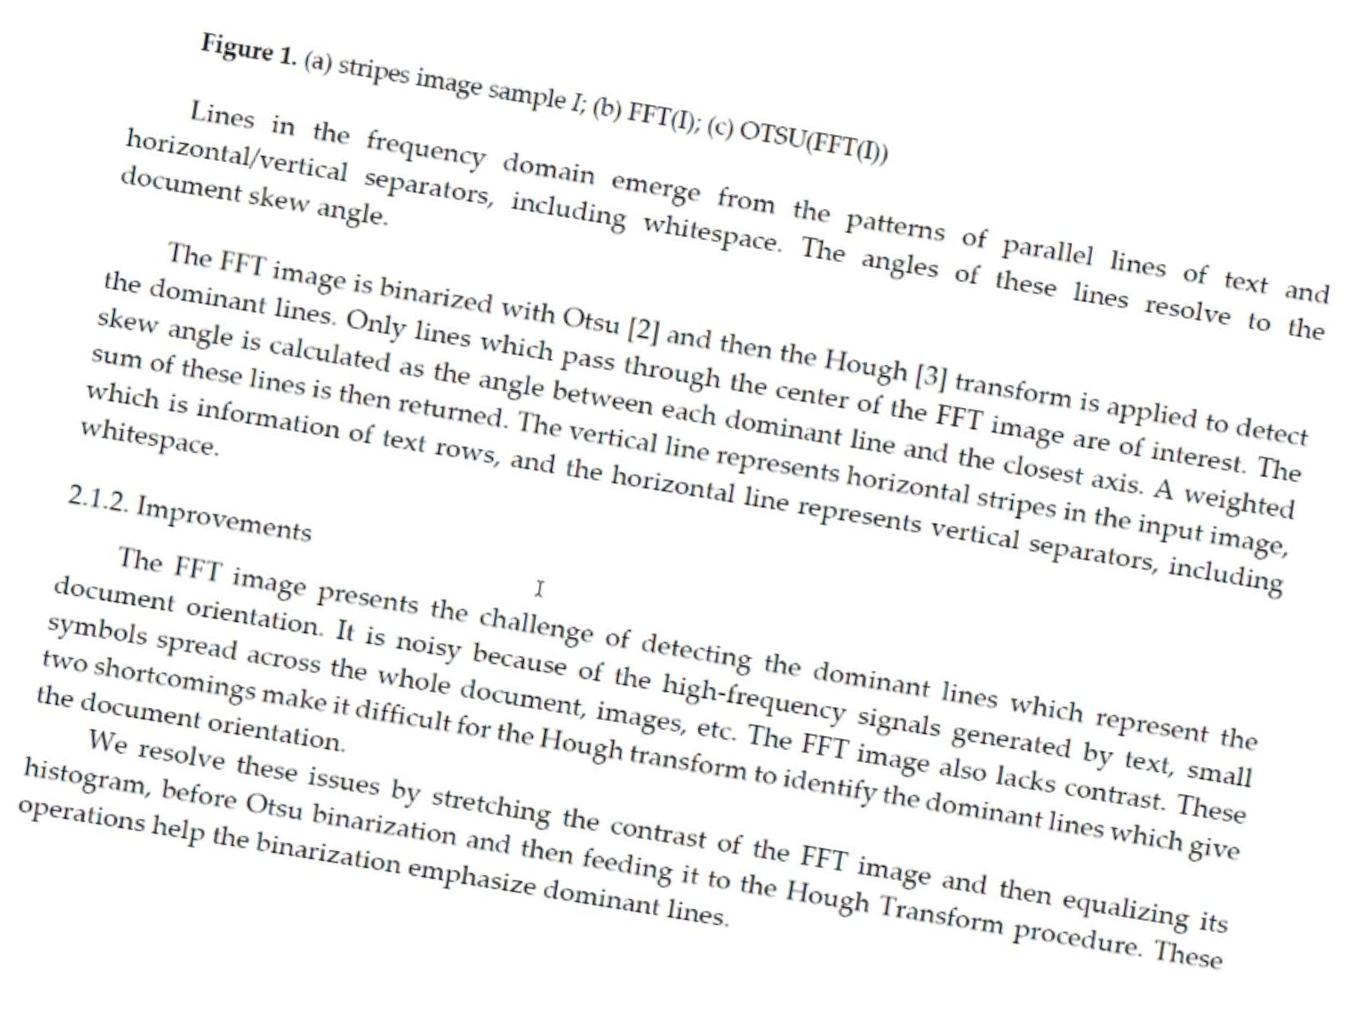 Figure 1. (a) stripes image sample I; (b) FFT(I); (c) OTSU(FFT(I))
Lines in the frequency domain emerge from the patterns of parallel lines of text and
horizontal/vertical separators, including whitespace. The angles of these lines resolve to the
document skew angle.
The FFT image is binarized with Otsu [2] and then the Hough [3] transform is applied to detect
the dominant lines. Only lines which pass through the center of the FFT image are of interest. The
skew angle is calculated as the angle between each dominant line and the closest axis. A weighted
sum of these lines is then returned. The vertical line represents horizontal stripes in the input image,
which is information of text rows, and the horizontal line represents vertical separators, including
whitespace.
2.1.2. Improvements
The FFT image presents the challenge of detecting the dominant lines which represent the
document orientation. It is noisy because of the high-frequency signals generated by text, small
symbols spread across the whole document, images, etc. The FFT image also lacks contrast. These
two shortcomings make it difficult for the Hough transform to identify the dominant lines which give
the document orientation.
We resolve these issues by stretching the contrast of the FFT image and then equalizing its
histogram, before Otsu binarization and then feeding it to the Hough Transform procedure. These
operations help the binarization emphasize dominant lines.